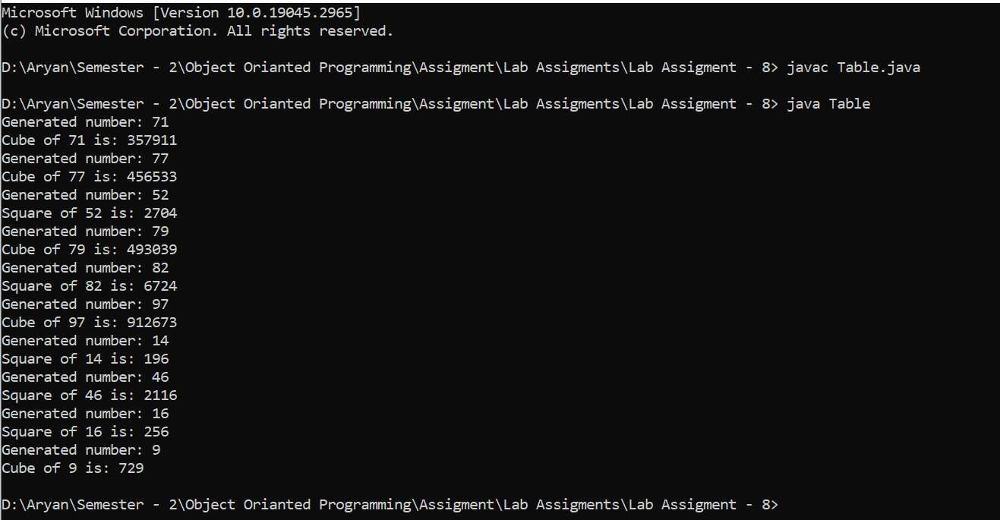 Microsoft Windows [Version 10.0.19045.2965]
(c) Microsoft Corporation. All rights reserved.
D:\Aryan\Semester - 2\Object Orianted Programming\Assigment\Lab Assigments\Lab Assigment - 8> javac Table.java
D:\Aryan\Semester - 2\Object Orianted Programming\Assigment\Lab Assigments\Lab Assigment - 8> java Table
Generated number: 71
Cube of 71 is: 357911
Generated number: 77
Cube of 77 is: 456533
Generated number: 52
Square of 52 is: 2704
Generated number: 79
Cube of 79 is: 493039
Generated number: 82
Square of 82 is: 6724
Generated number: 97
Cube of 97 is: 912673
Generated number: 14
Square of 14 is: 196
Generated number: 46
Square of 46 is: 2116
Generated number: 16
Square of 16 is: 256
Generated number: 9
Cube of 9 is: 729
D:\Aryan\Semester - 2\Object Orianted Programming\Assigment\Lab Assigments\Lab Assigment - 8>